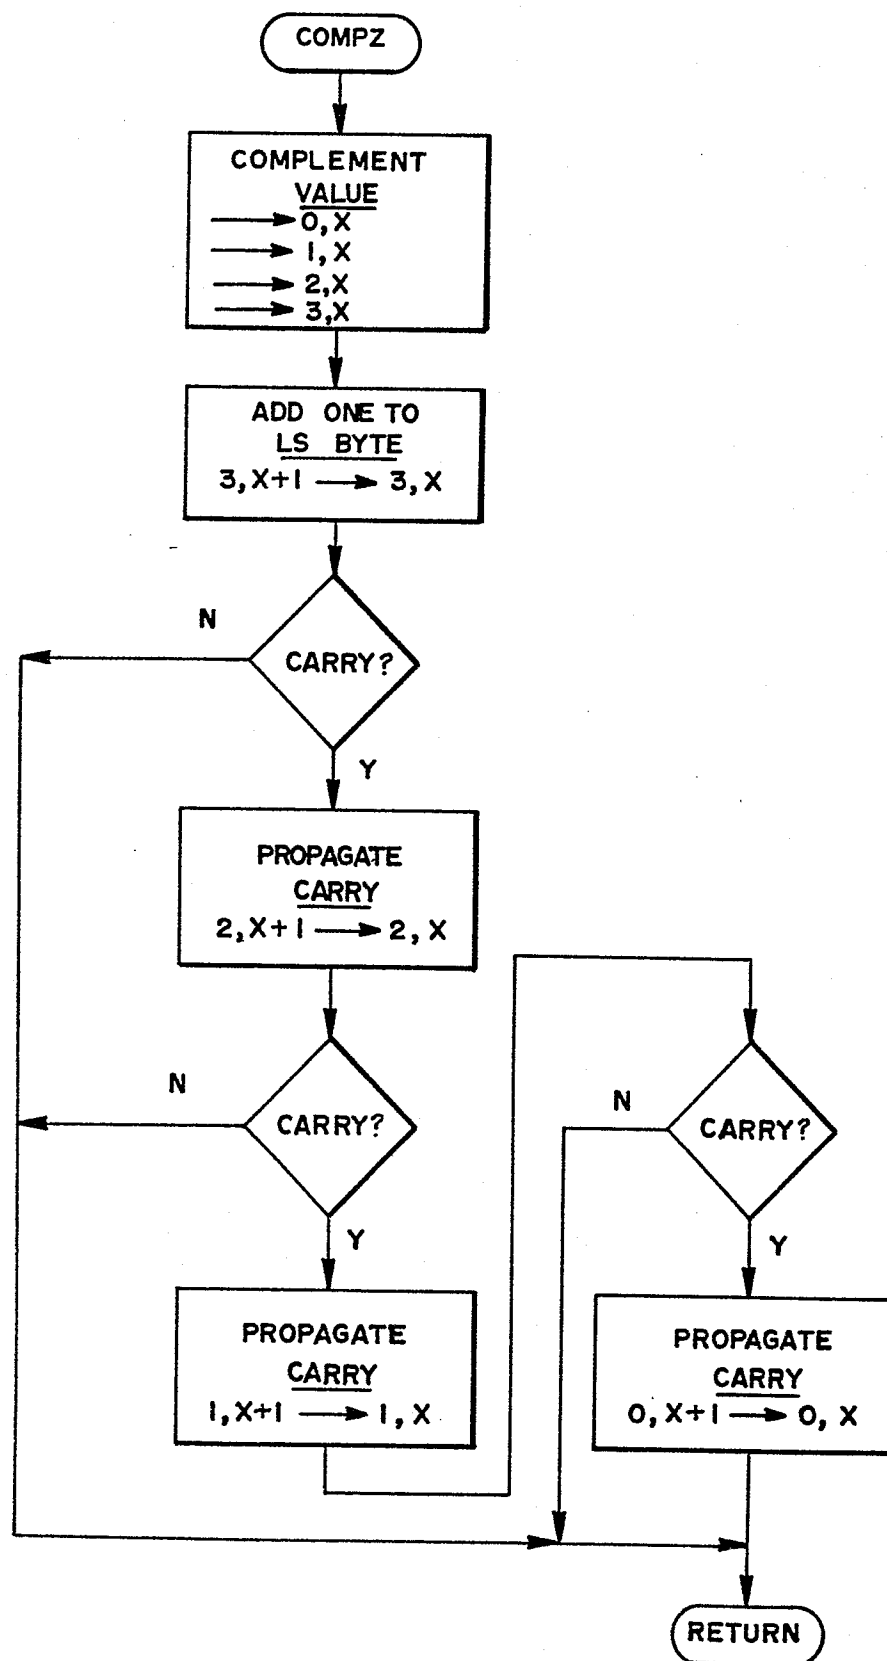 COMPZ
COMPLEMENT
VALUE
0, X
1, X
2, X
3, X
ADD ONE TO
LS BYTE
3, X+1 → 3, X
N
CARRY?
Y
PROPAGATE
CARRY
2, X+1 → 2, X
N
CARRY?
Y
PROPAGATE
CARRY
1, X+1 → 1, X
N
CARRY?
Y
PROPAGATE
CARRY
0, X+1 → 0, X
RETURN